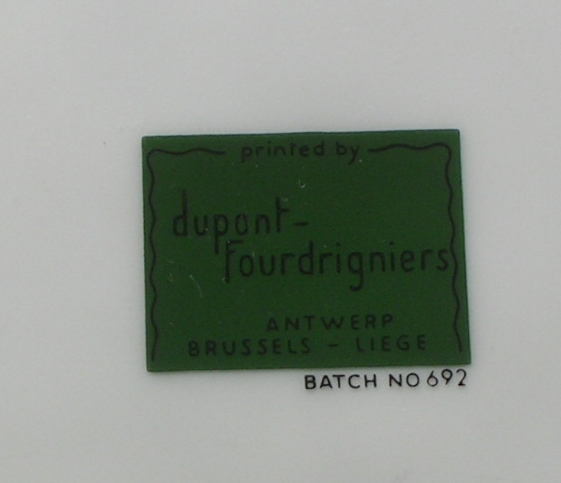 printed by
dupont-
fourdrigniers
ANTWERP
BRUSSELS - LIEGE
BATCH NO 692